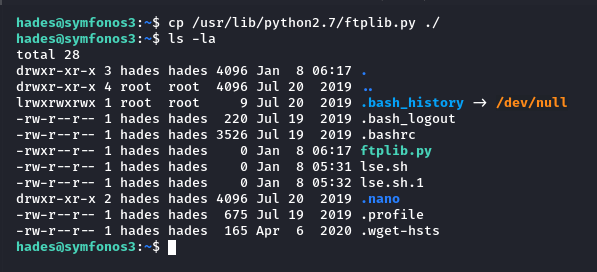 hades@symfonos3:~$ cp /usr/lib/python2.7/ftplib.py ./
hades@symfonos3:~$ ls -la
total 28
drwxr-xr-x 3 hades hades 4096 Jan  8 06:17 .
drwxr-xr-x 4 root  root  4096 Jul 20  2019 ..
lrwxrwxrwx 1 root  root     9 Jul 20  2019 .bash_history -> /dev/null
-rw-r--r-- 1 hades hades  220 Jul 19  2019 .bash_logout
-rw-r--r-- 1 hades hades 3526 Jul 19  2019 .bashrc
-rwxr-xr-x 1 hades hades    0 Jan  8 06:17 ftplib.py
-rw-r--r-- 1 hades hades    0 Jan  8 05:31 lse.sh
-rw-r--r-- 1 hades hades    0 Jan  8 05:32 lse.sh.1
drwxr-xr-x 2 hades hades 4096 Jul 20  2019 .nano
-rw-r--r-- 1 hades hades  675 Jul 19  2019 .profile
-rw-rw-r-- 1 hades hades  165 Apr  6  2020 .wget-hsts
hades@symfonos3:~$